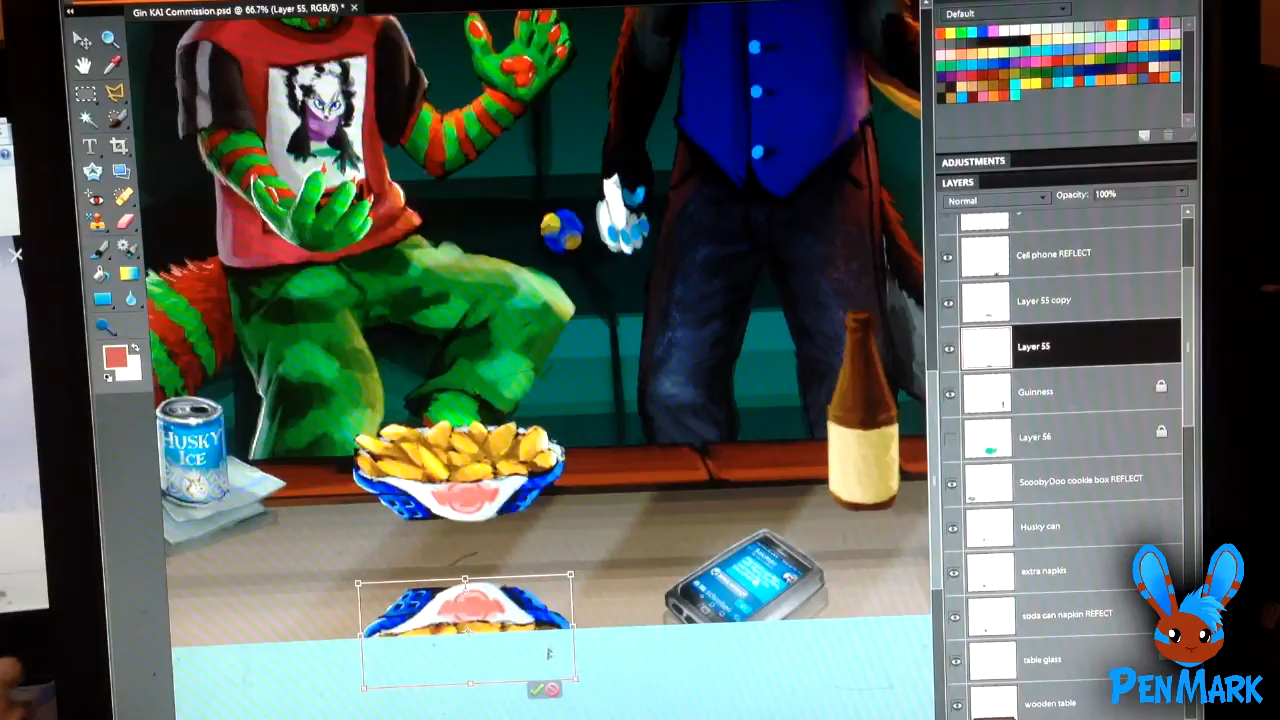 Gin KAI Commission.psd @ 66.7% (Layer 55, RGB/8) * ×
Default
ADJUSTMENTS
LAYERS
Normal
Opacity: 100%
Cell phone REFLECT
Layer 55 copy
Layer 55
Guinness
Layer 56
ScoobyDoo cookie box REFLECT
Husky can
extra napkis
soda can napkin REFECT
table glass
wooden table
HUSKY
ICE
PENMARK